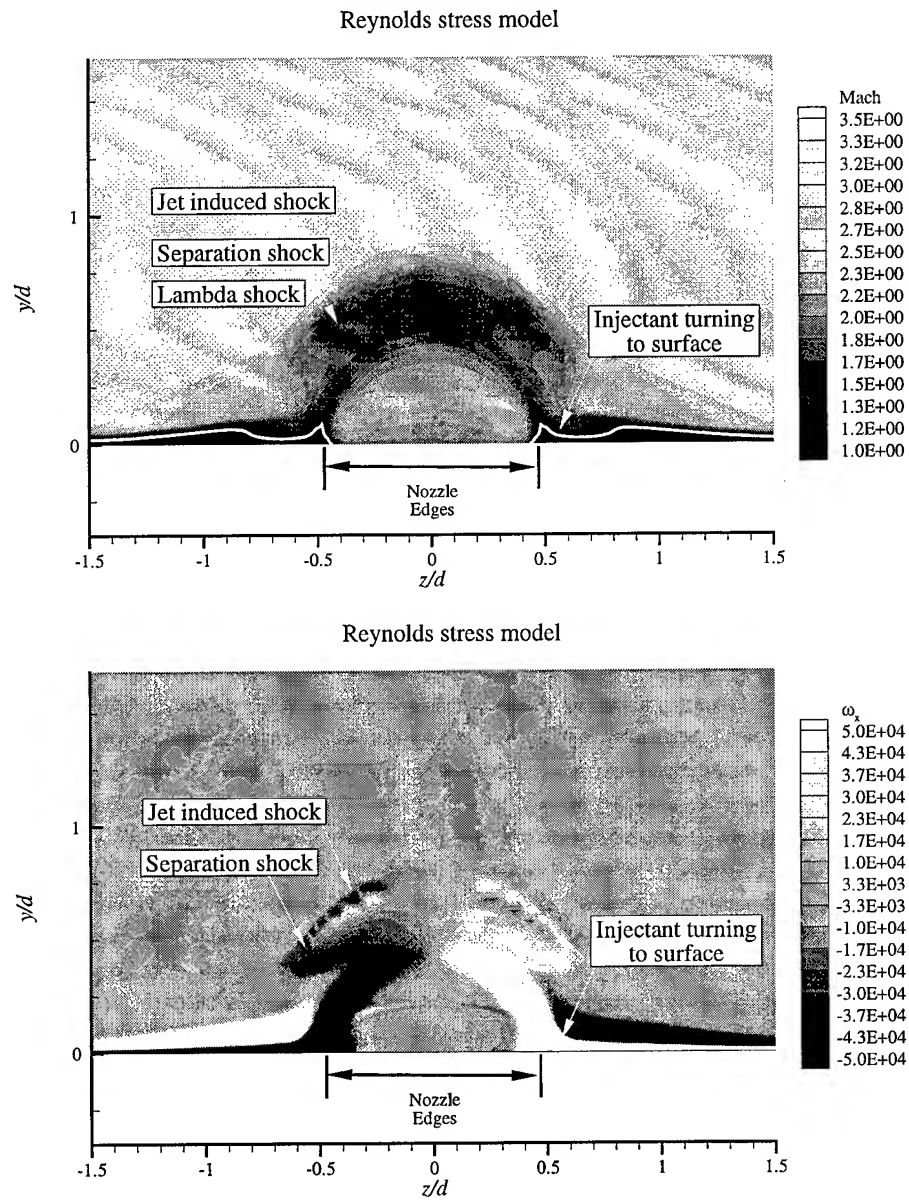 Reynolds stress model
Mach
3.5E+00
3.3E+00
3.2E+00
3.0E+00
2.8E+00
2.7E+00
2.5E+00
2.3E+00
2.2E+00
2.0E+00
1.8E+00
1.7E+00
1.5E+00
1.3E+00
1.2E+00
1.0E+00
Jet induced shock
Separation shock
Lambda shock
Injectant turning
to surface
y/d
1
0
Nozzle
Edges
-1.5 -1 -0.5 0 0.5 1 1.5
z/d
Reynolds stress model
ωx
5.0E+04
4.3E+04
3.7E+04
3.0E+04
2.3E+04
1.7E+04
1.0E+04
3.3E+03
-3.3E+03
-1.0E+04
-1.7E+04
-2.3E+04
-3.0E+04
-3.7E+04
-4.3E+04
-5.0E+04
Jet induced shock
Separation shock
Injectant turning
to surface
y/d
1
0
Nozzle
Edges
-1.5 -1 -0.5 0 0.5 1 1.5
z/d